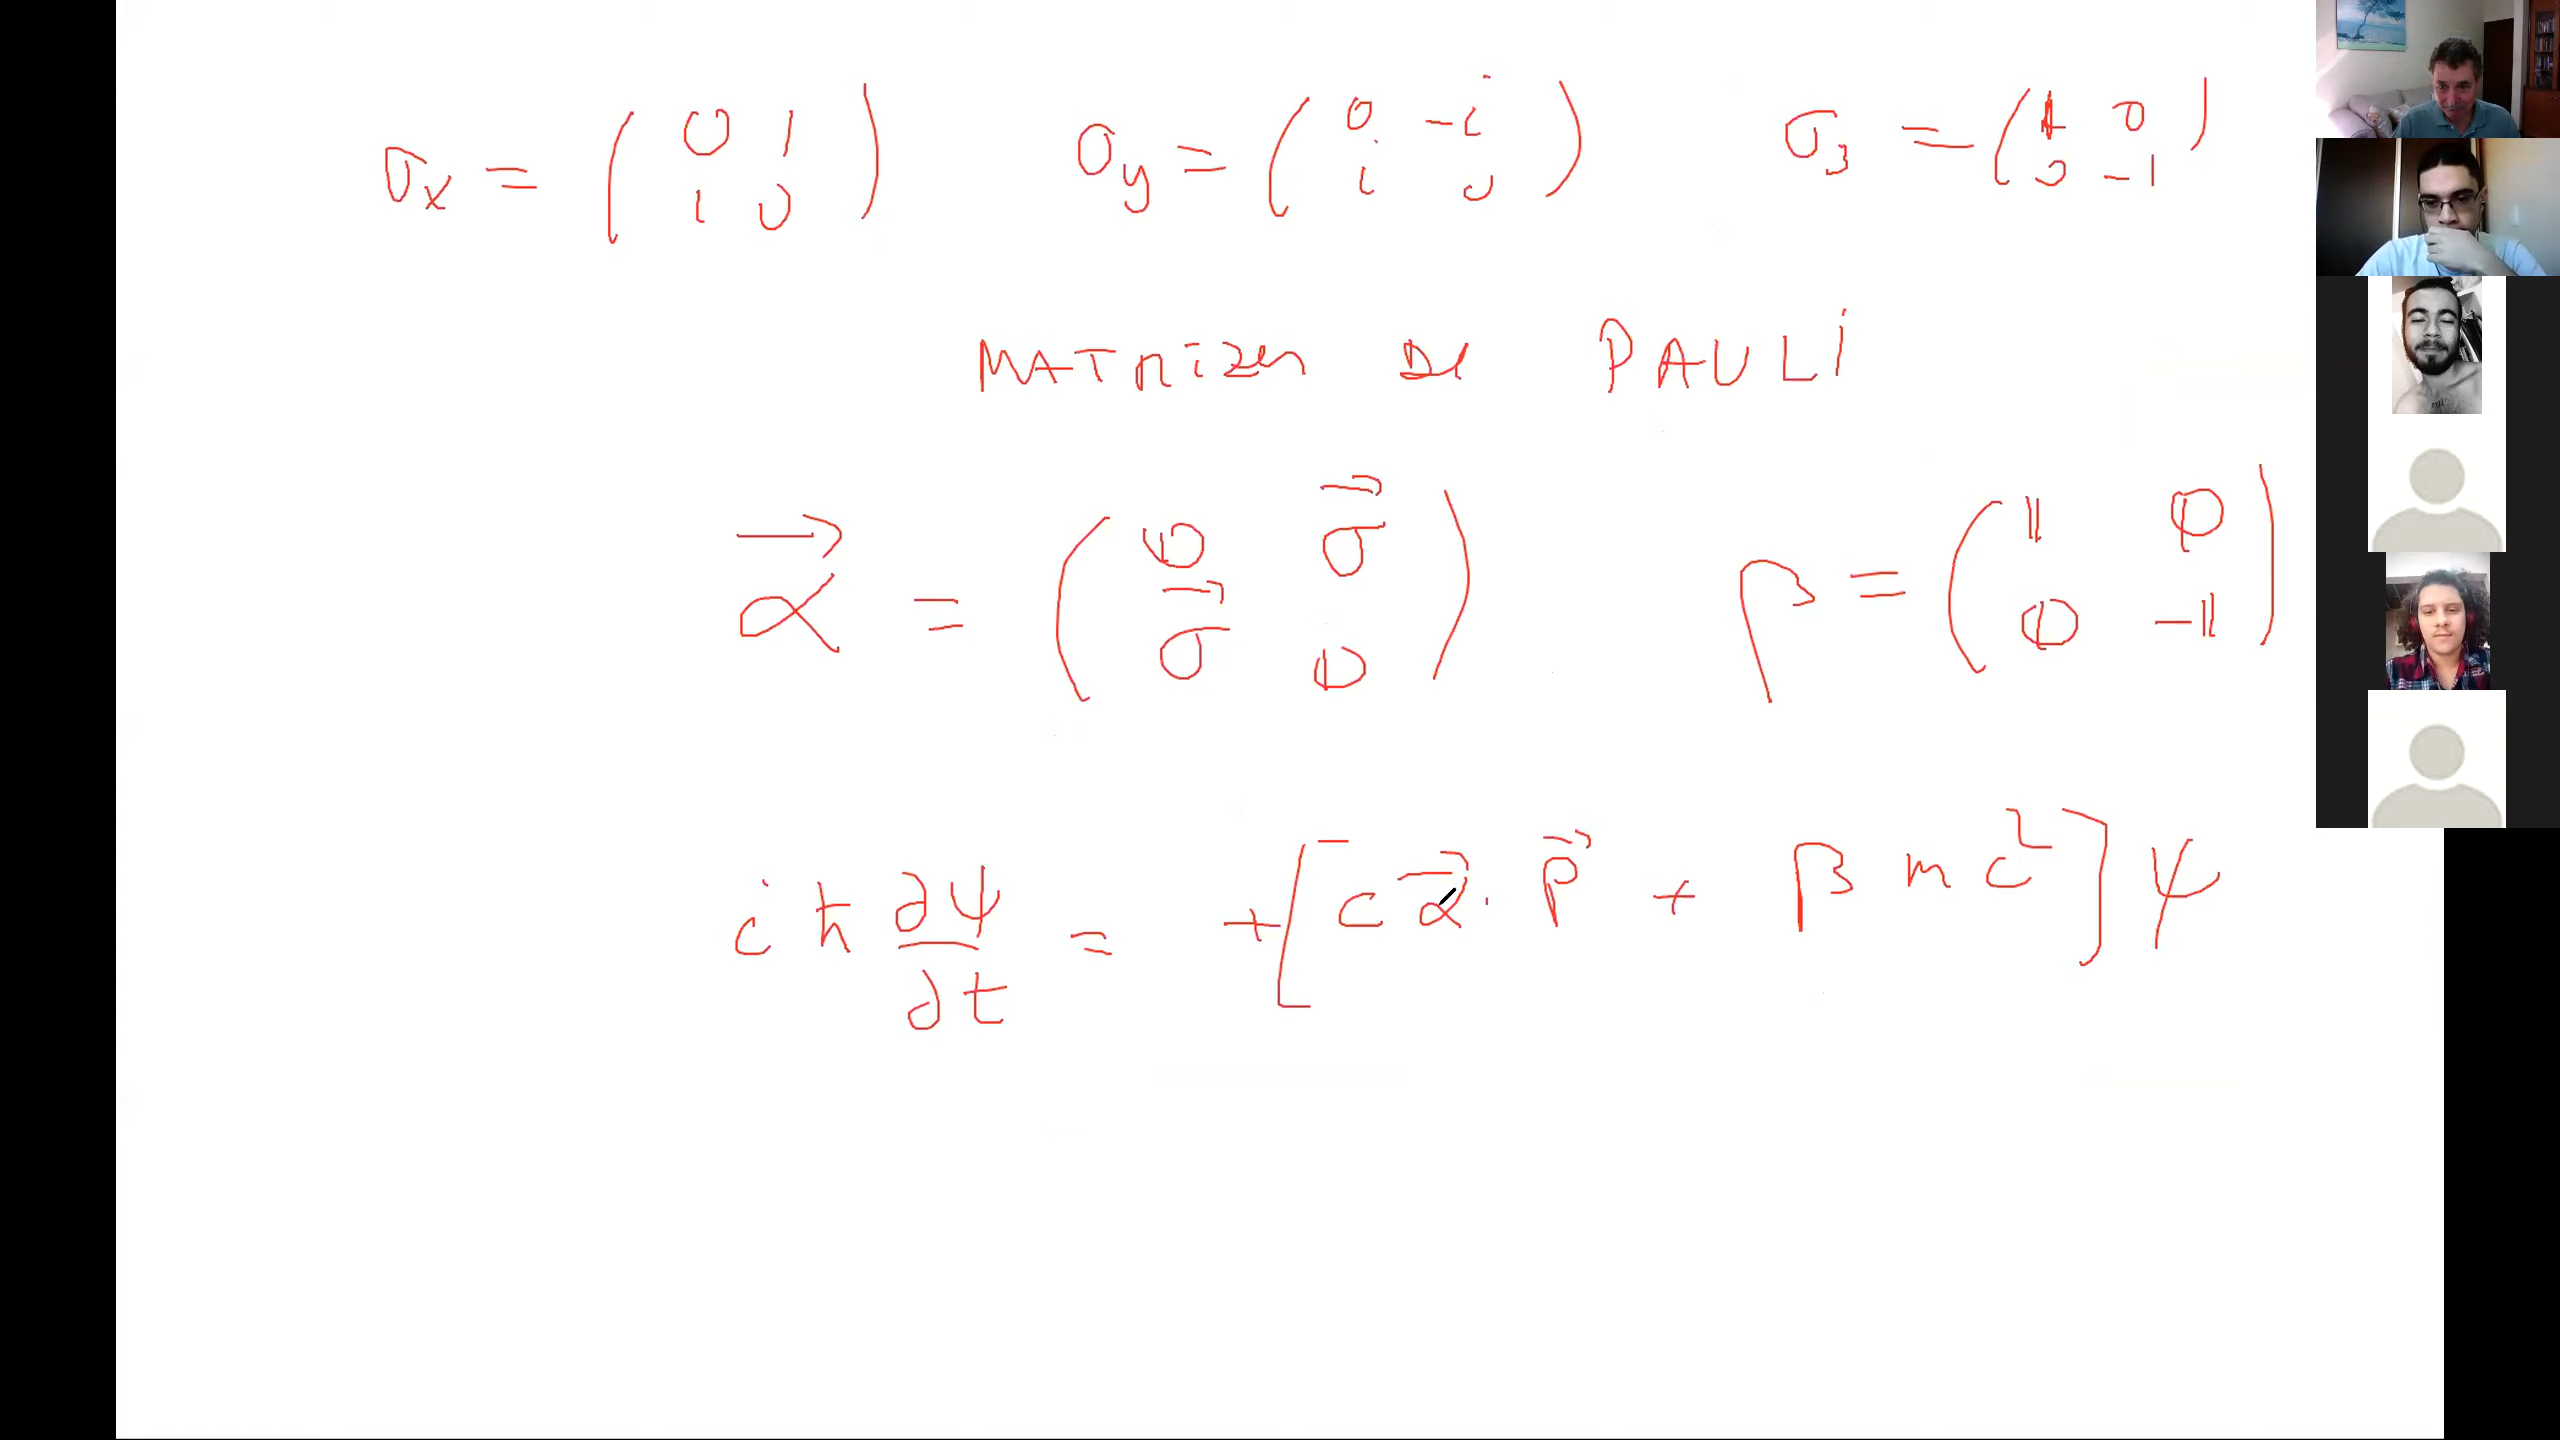 σx = ( 0 1 ) σy = ( 0 -i ) σ3 = ( 1 0 )
( 1 0 ) ( i 0 ) ( 0 -1 )
MATRIZES DE PAULI
α⃗ = ( 𝟘 σ⃗ ) β = ( 𝟙 𝟘 )
( σ⃗ 𝟘 ) ( 𝟘 -𝟙 )
i ħ ∂ψ/∂t = + [ c α⃗ · p⃗ + β m c² ] ψ